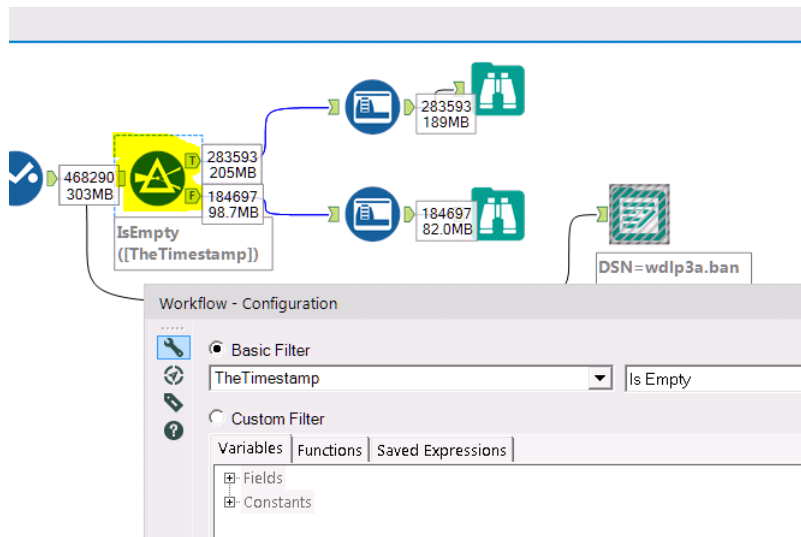 283593
189MB
468290
303MB
T
283593
205MB
F
184697
98.7MB
184697
82.0MB
IsEmpty
([TheTimestamp])
DSN=wdlp3a.ban
Workflow - Configuration
Basic Filter
TheTimestamp
Is Empty
Custom Filter
Variables
Functions
Saved Expressions
Fields
Constants